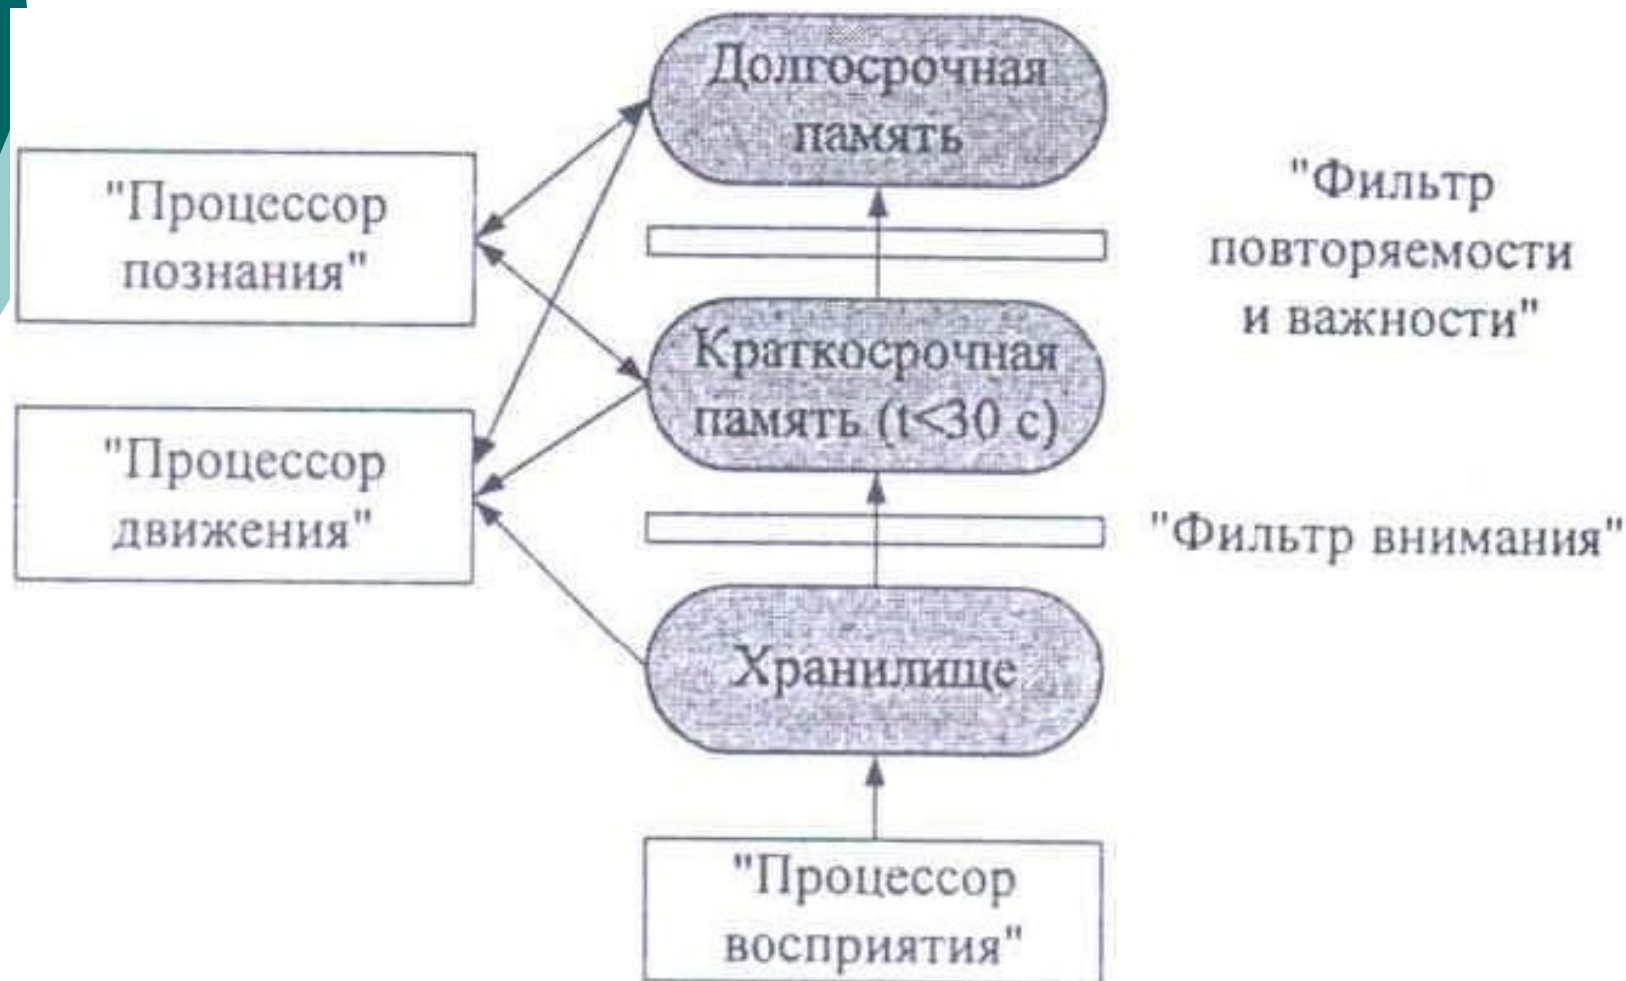 Долгосрочная
память
"Процессор
познания"
"Фильтр
повторяемости
и важности"
Краткосрочная
память (t<30 с)
"Процессор
движения"
"Фильтр внимания"
Хранилище
"Процессор
восприятия"